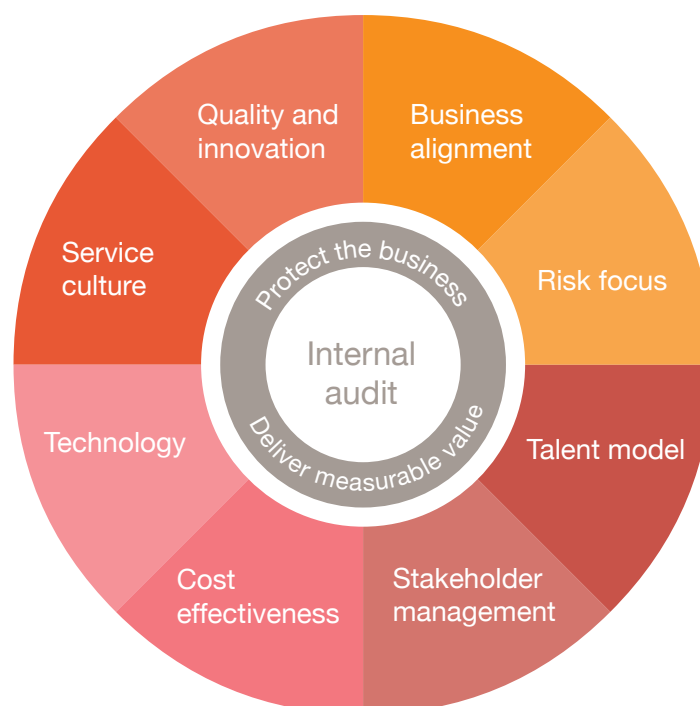 Quality and
innovation
Business
alignment
Service
culture
Risk focus
Protect the business
Internal
audit
Deliver measurable value
Technology
Talent model
Cost
effectiveness
Stakeholder
management